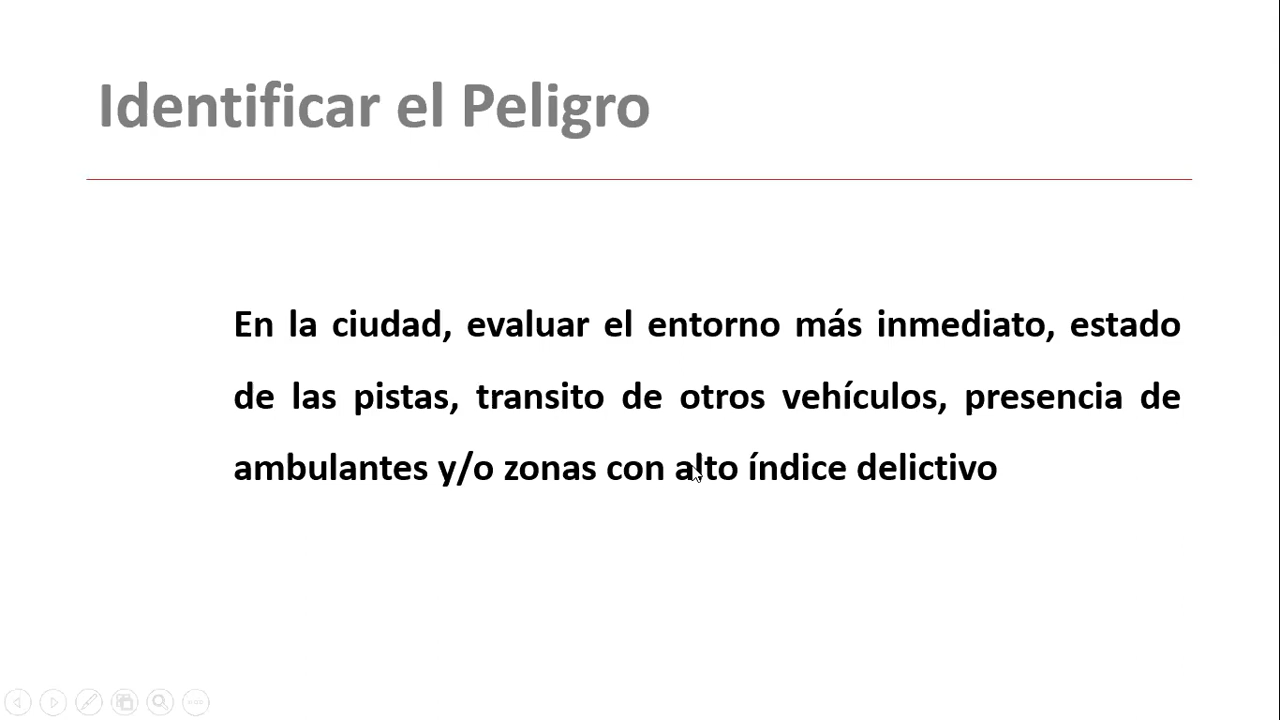 Identificar el Peligro
En la ciudad, evaluar el entorno más inmediato, estado
de las pistas, transito de otros vehículos, presencia de
ambulantes y/o zonas con alto índice delictivo